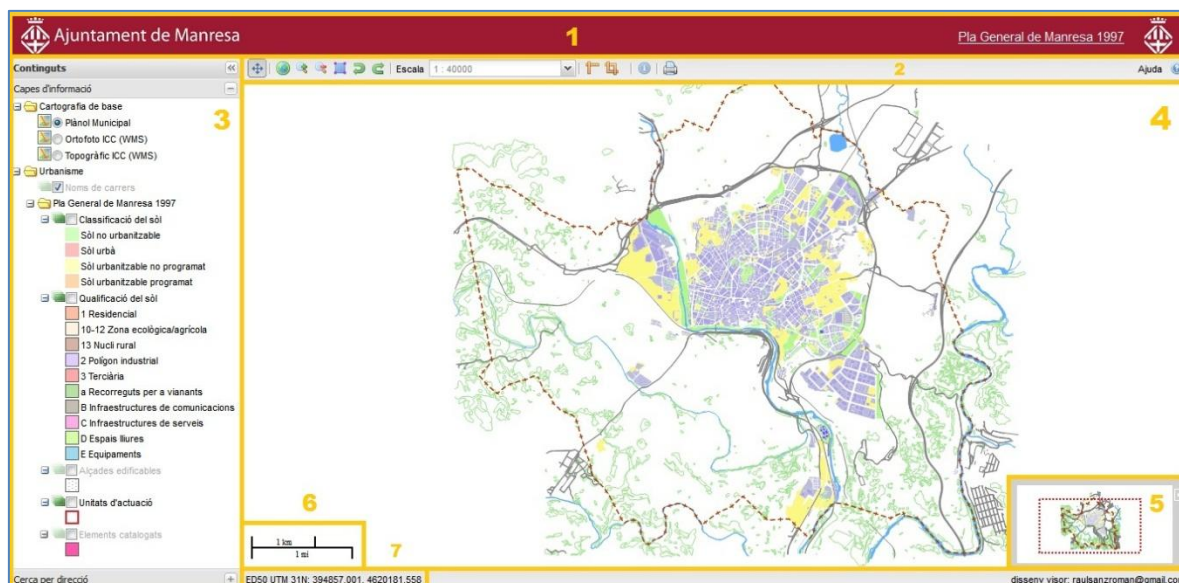 Ajuntament de Manresa
1
Pla General de Manresa 1997
Continguts
Escala 1 : 40000
2
Ajuda
Capes d'informació
3
4
Cartografia de base
Plànol Municipal
Ortofoto ICC (WMS)
Topogràfic ICC (WMS)
Urbanisme
Noms de carrers
Pla General de Manresa 1997
Classificació del sòl
Sòl no urbanitzable
Sòl urbà
Sòl urbanitzable no programat
Sòl urbanitzable programat
Qualificació del sòl
1 Residencial
10-12 Zona ecològica/agrícola
13 Nucli rural
2 Polígon industrial
3 Terciària
a Recorreguts per a vianants
B Infraestructures de comunicacions
C Infraestructures de serveis
D Espais lliures
E Equipaments
Alçades edificables
Unitats d'actuació
Elements catalogats
Cerca per direcció
5
6
1 km
1 mi
7
ED50 UTM 31N: 394857.001, 4620181.558
disseny visor: raulsanzroman@gmail.com